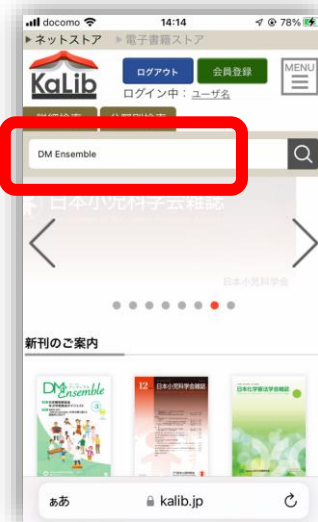 docomo 14:14 78%
ネットストア 電子書籍ストア
KaLib
ログアウト 会員登録 MENU
ログイン中：ユーザ名
DM Ensemble
日本小児科学会雑誌
日本小児科学会
新刊のご案内
DM Ensemble 12 日本小児科学会雑誌 日本化学療法学会雑誌
ぁあ kalib.jp